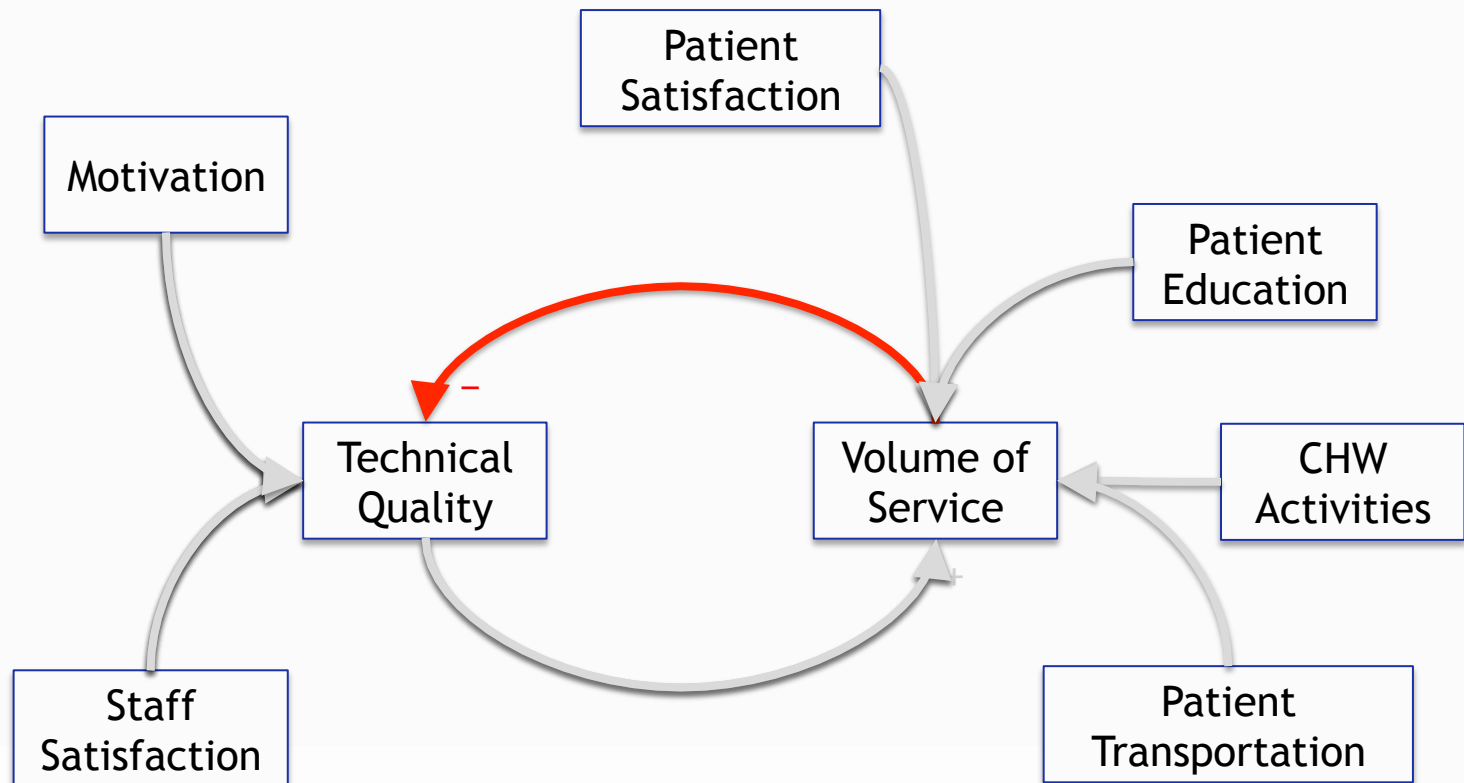 Patient
Satisfaction
Motivation
Patient
Education
–
Technical
Quality
Volume of
Service
CHW
Activities
+
Staff
Satisfaction
Patient
Transportation